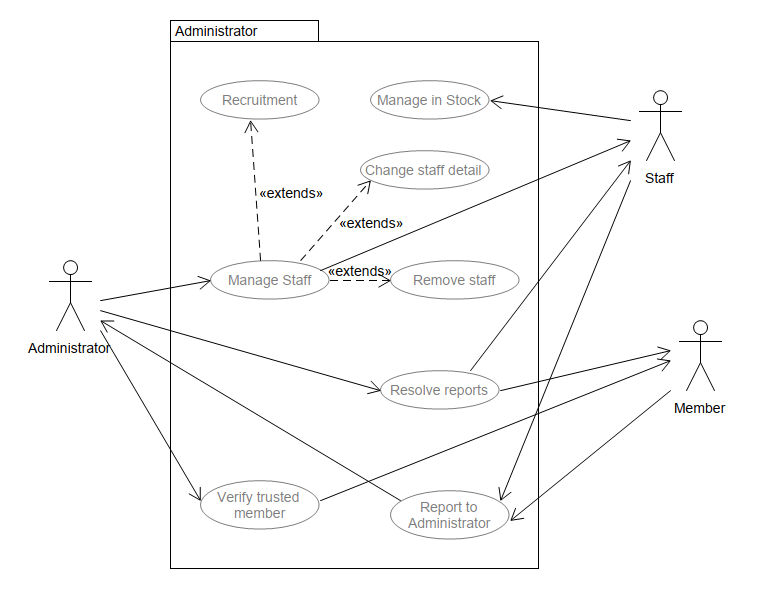 Administrator
Recruitment
Manage in Stock
Change staff detail
Staff
«extends»
«extends»
«extends»
Manage Staff
Remove staff
Administrator
Resolve reports
Member
Verify trusted
member
Report to
Administrator